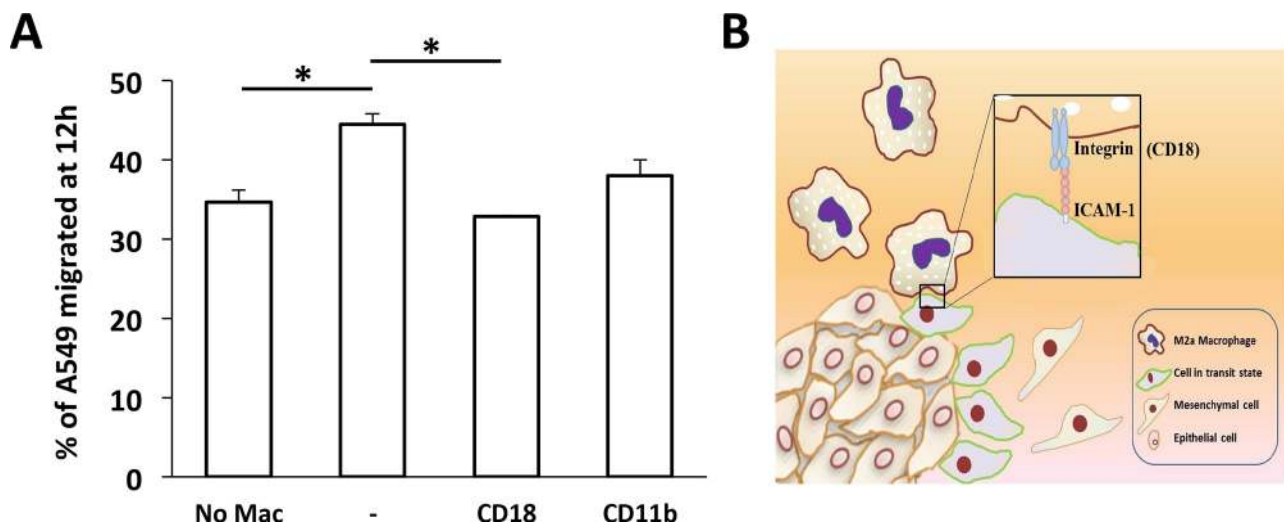 A
% of A549 migrated at 12h
50
40
30
20
10
0
*
*
No Mac - CD18 CD11b
B
Integrin (CD18)
ICAM-1
M2a Macrophage
Cell in transit state
Mesenchymal cell
Epithelial cell